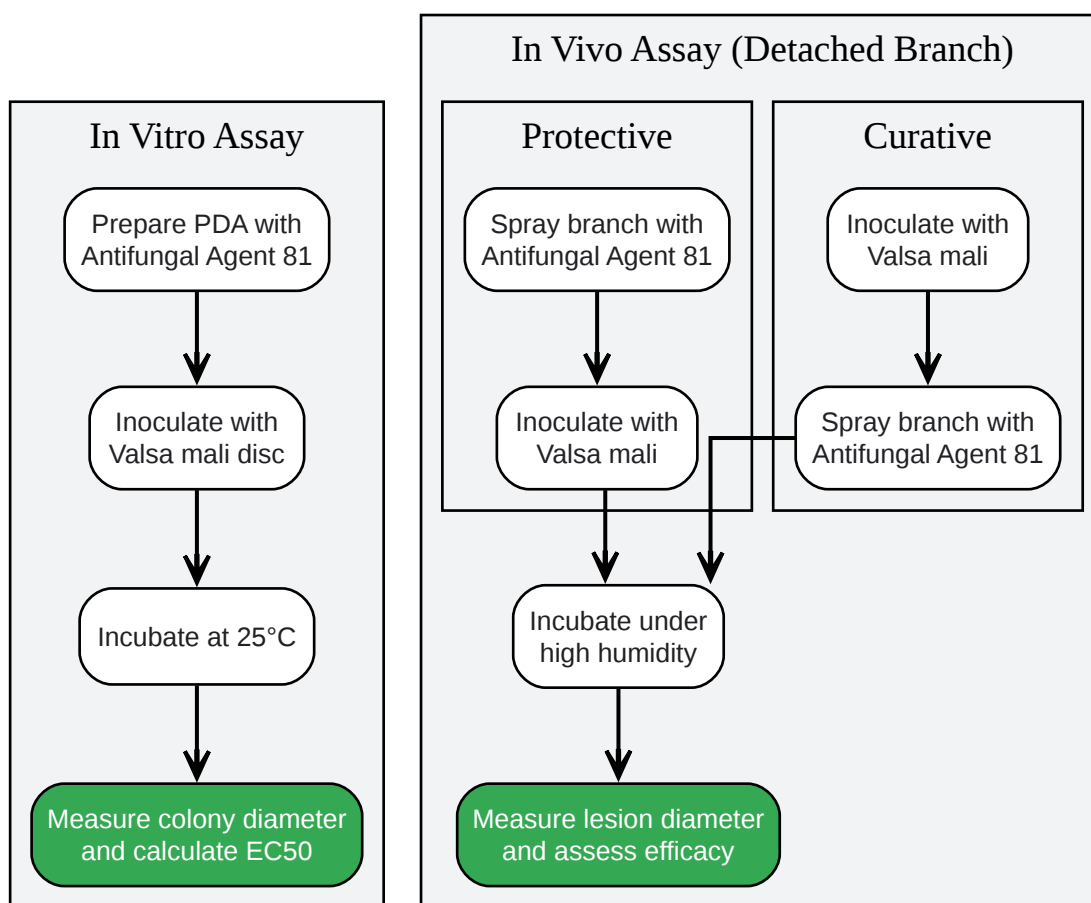 In Vitro Assay
Prepare PDA with
Antifungal Agent 81
Inoculate with
Valsa mali disc
Incubate at 25°C
Measure colony diameter
and calculate EC50
In Vivo Assay (Detached Branch)
Protective
Spray branch with
Antifungal Agent 81
Inoculate with
Valsa mali
Curative
Inoculate with
Valsa mali
Spray branch with
Antifungal Agent 81
Incubate under
high humidity
Measure lesion diameter
and assess efficacy